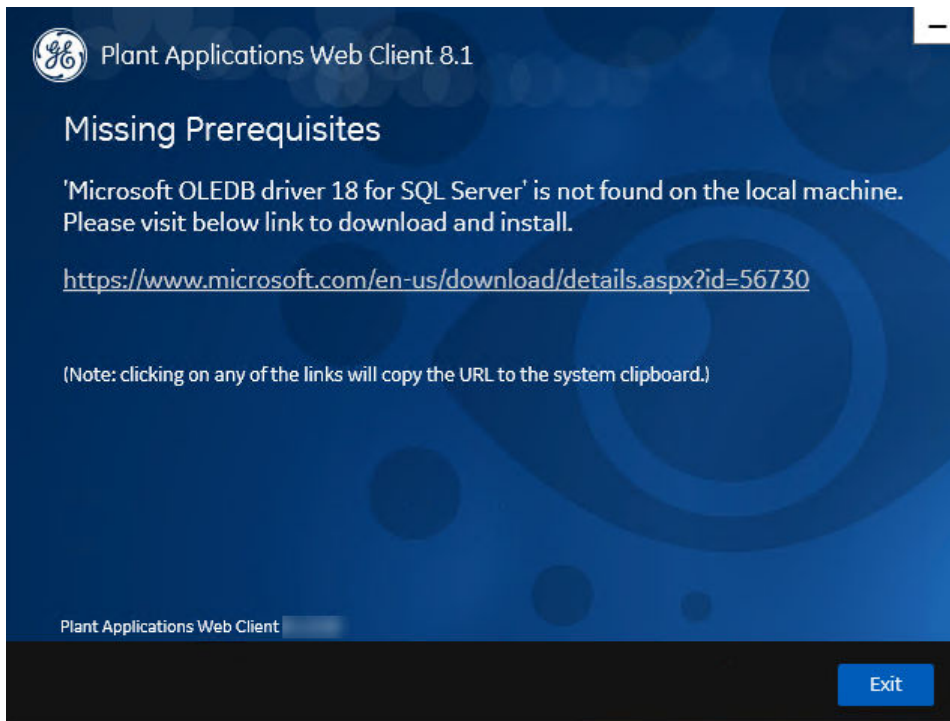 Plant Applications Web Client 8.1
Missing Prerequisites
'Microsoft OLEDB driver 18 for SQL Server' is not found on the local machine.
Please visit below link to download and install.
https://www.microsoft.com/en-us/download/details.aspx?id=56730
(Note: clicking on any of the links will copy the URL to the system clipboard.)
Plant Applications Web Client
Exit